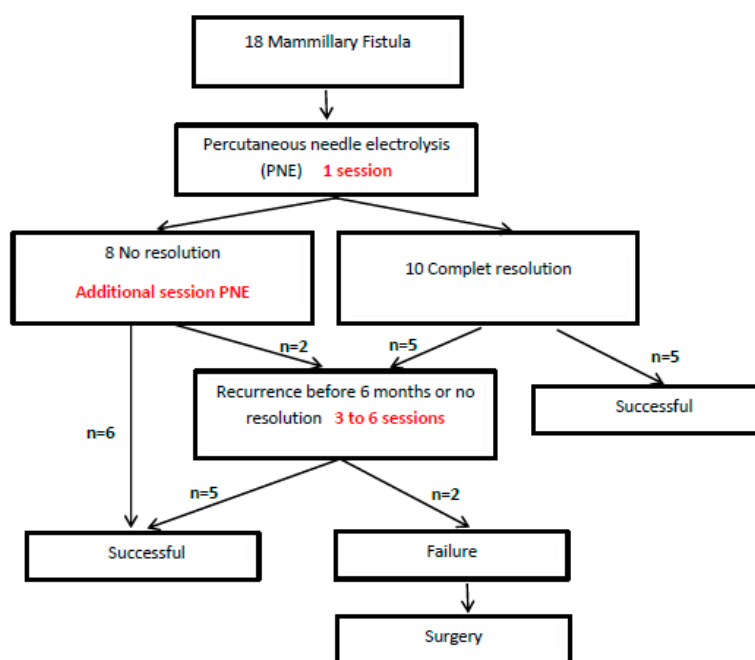 18 Mammillary Fistula
Percutaneous needle electrolysis
(PNE) 1 session
8 No resolution
Additional session PNE
10 Complet resolution
n=2
n=5
n=5
Recurrence before 6 months or no
resolution 3 to 6 sessions
Successful
n=6
n=5
n=2
Successful
Failure
Surgery